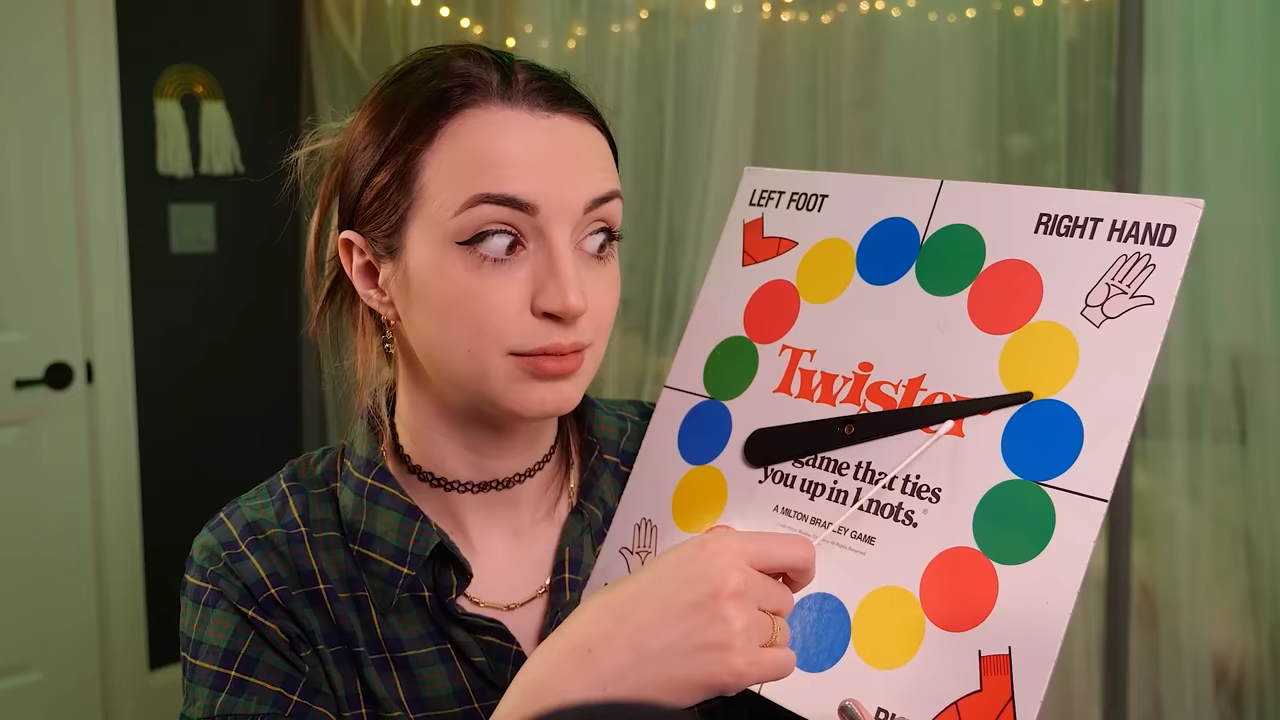 LEFT FOOT
RIGHT HAND
Twister
game that ties
you up in knots.®
A MILTON BRADLEY GAME